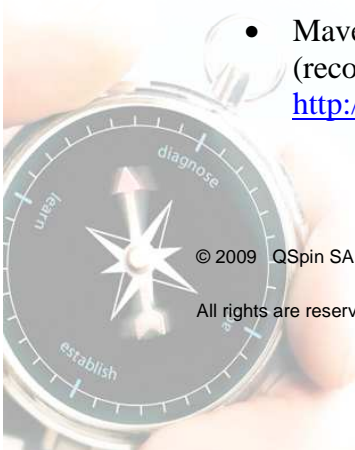 • Mave
(reco
http:/
diagnose
learn
© 2009 QSpin SA
All rights are reserv
establish